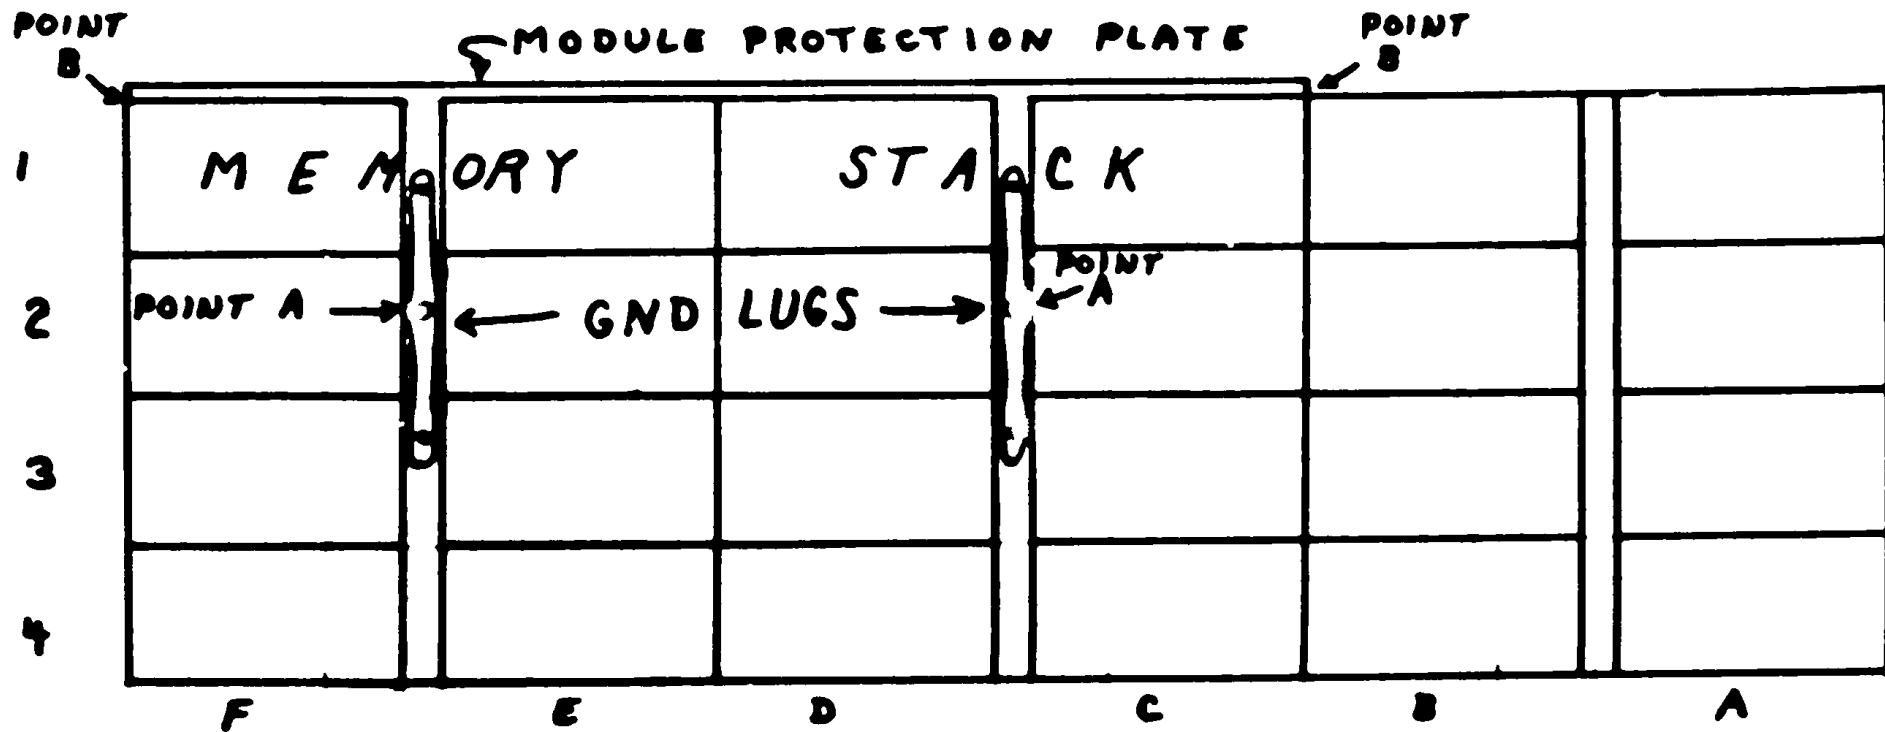 POINT B
MODULE PROTECTION PLATE
POINT B
1
MEMORY STACK
2
POINT A
GND LUGS
POINT A
3
4
F E D C B A